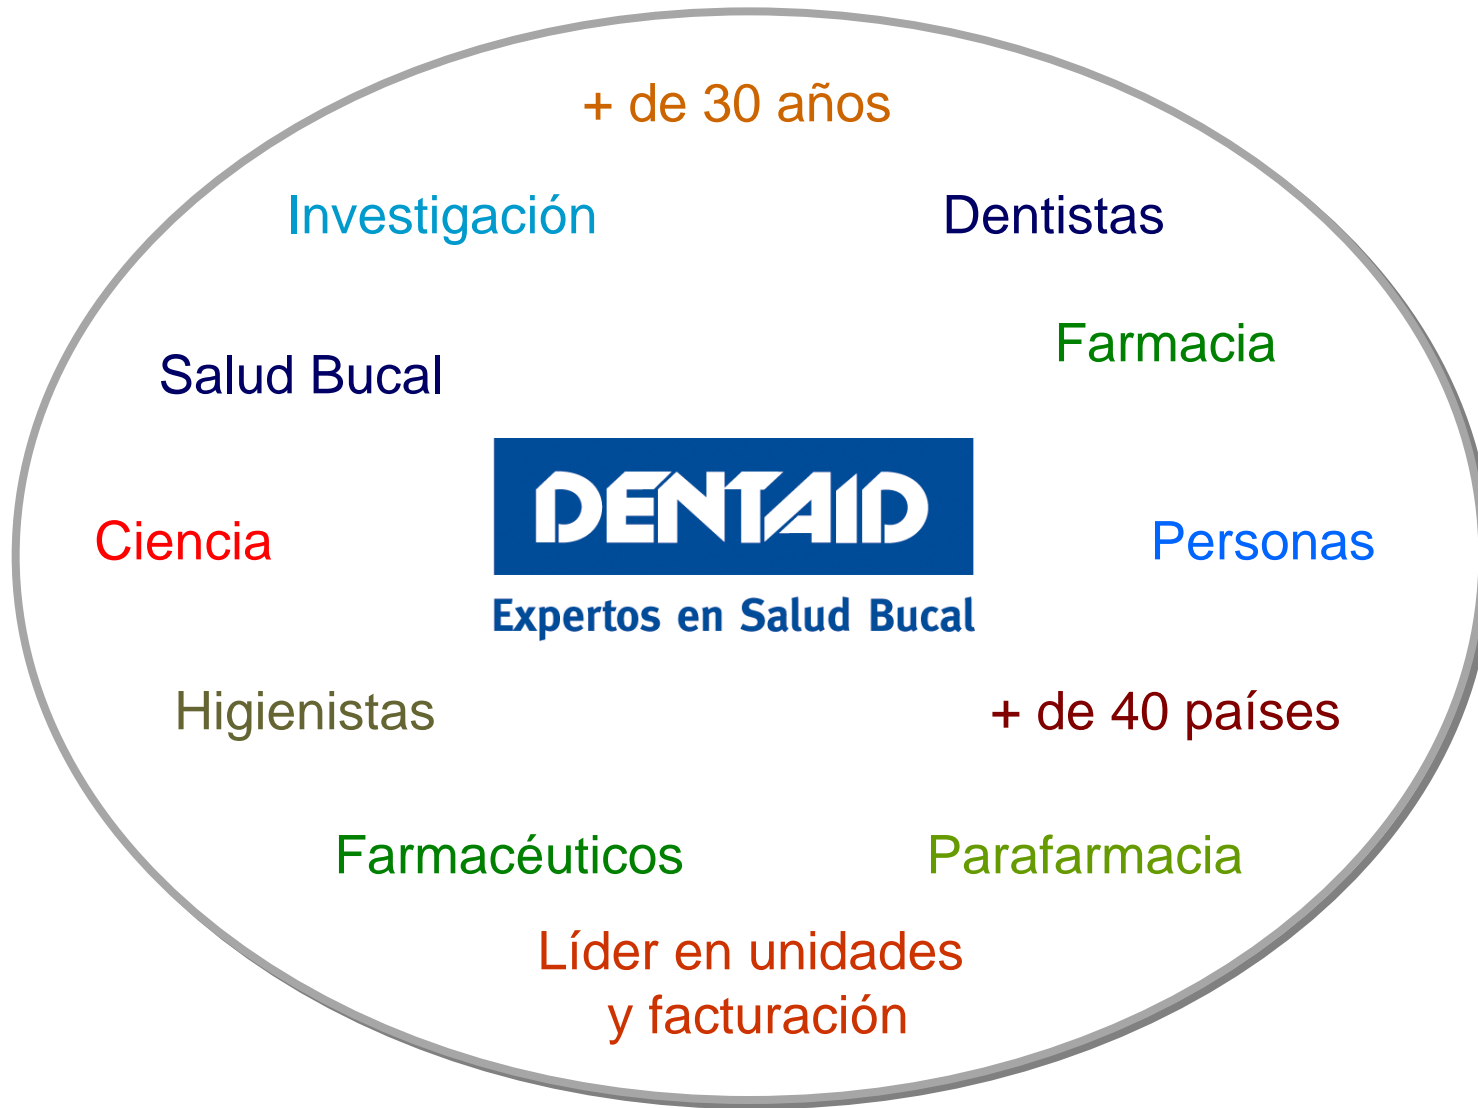 + de 30 años
Investigación
Dentistas
Farmacia
Salud Bucal
DENTAID
Ciencia
Personas
Expertos en Salud Bucal
Higienistas
+ de 40 países
Farmacéuticos
Parafarmacia
Líder en unidades
y facturación